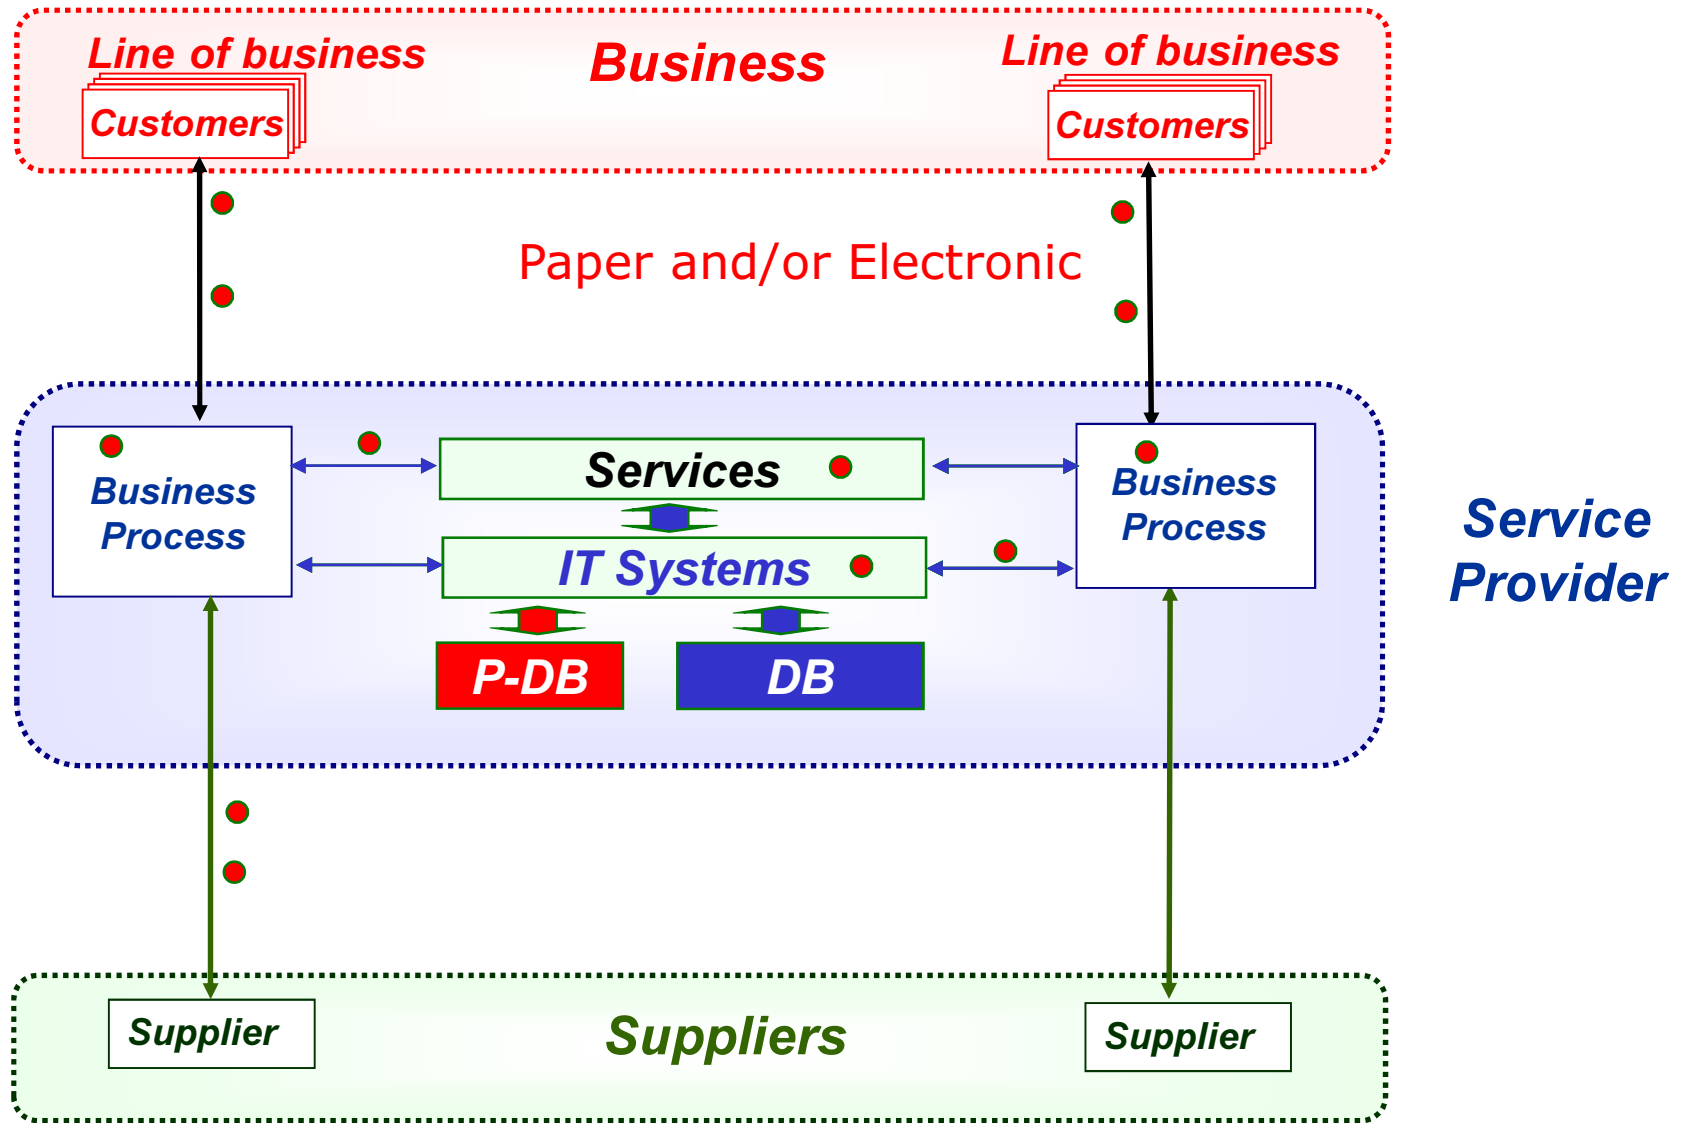 Line of business
Business
Line of business
Customers
Customers
Paper and/or Electronic
Business
Process
Services
Business
Process
IT Systems
P-DB
DB
Service
Provider
Supplier
Suppliers
Supplier